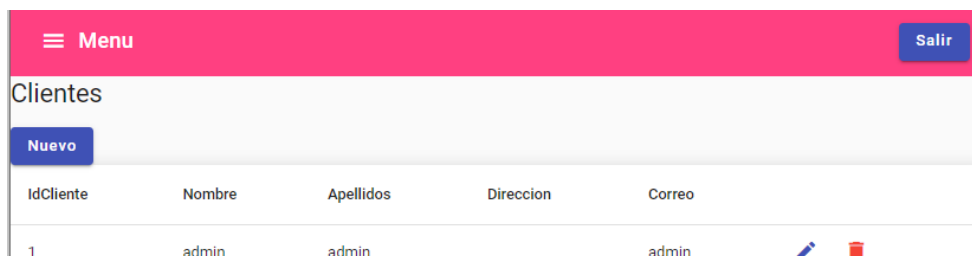 Menu Salir
Clientes
Nuevo
IdCliente Nombre Apellidos Direccion Correo
1 admin admin admin